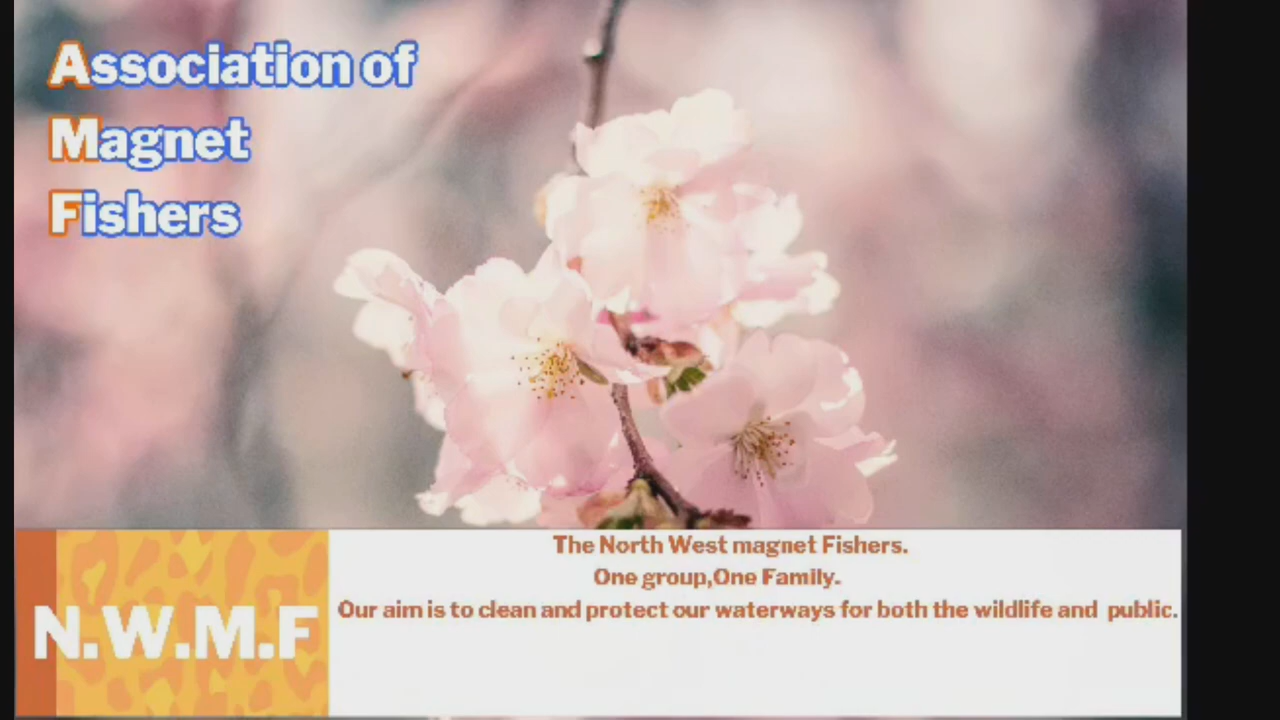 Association of
Magnet
Fishers
The North West magnet Fishers.
One group,One Family.
Our aim is to clean and protect our waterways for both the wildlife and public.
N.W.M.F